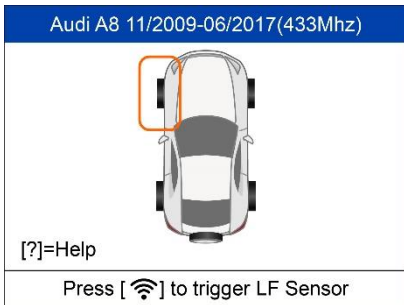 Audi A8 11/2009-06/2017(433Mhz)
[?]=Help
Press [ ] to trigger LF Sensor